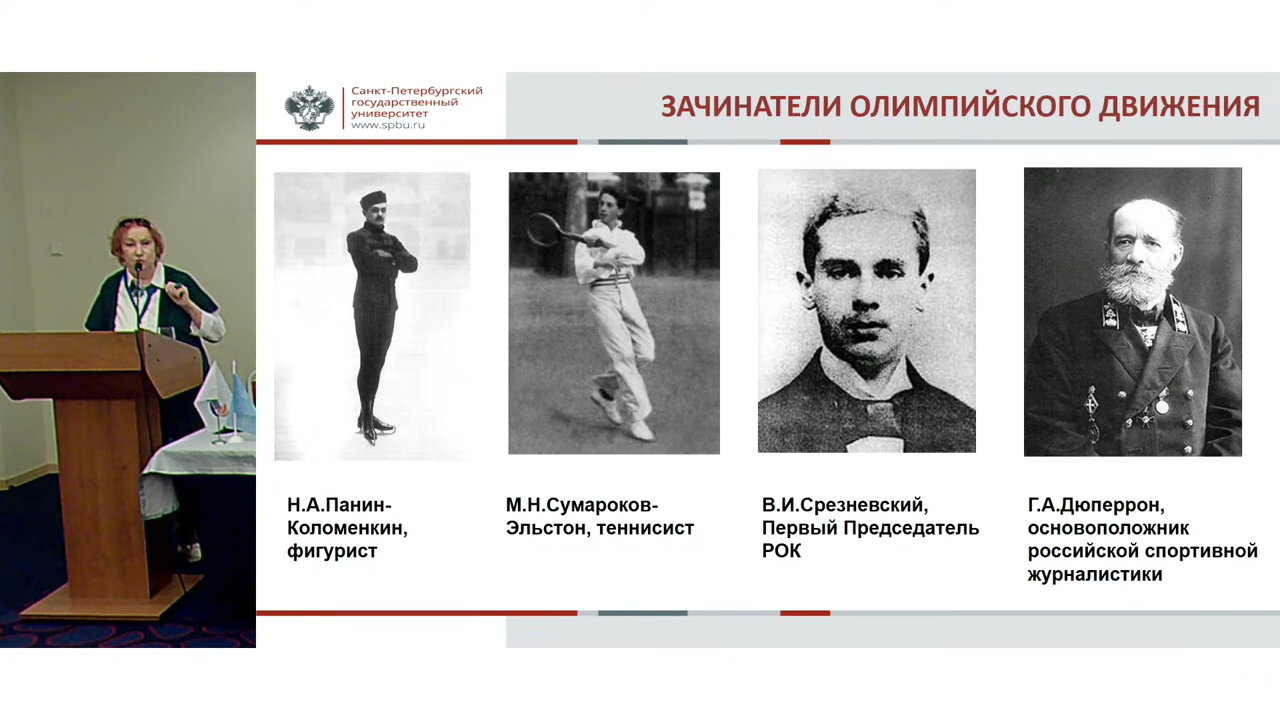 Санкт-Петербургский
государственный
университет
www.spbu.ru
ЗАЧИНАТЕЛИ ОЛИМПИЙСКОГО ДВИЖЕНИЯ
Н.А.Панин-
Коломенкин,
фигурист
М.Н.Сумароков-
Эльстон, теннисист
В.И.Срезневский,
Первый Председатель
РОК
Г.А.Дюперрон,
основоположник
российской спортивной
журналистики